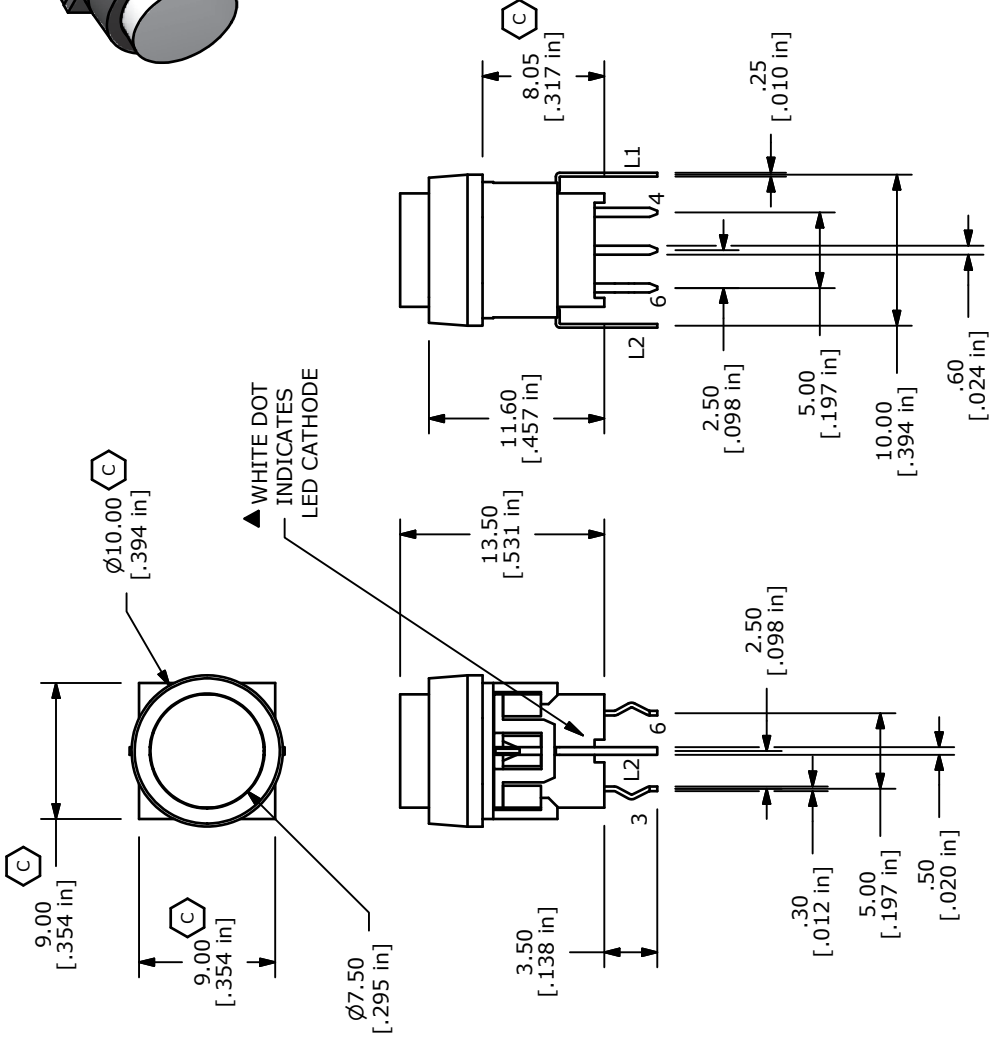 9.00
[.354 in]
C
9.00
[.354 in]
C
Ø10.00
[.394 in]
C
Ø7.50
[.295 in]
▲ WHITE DOT
INDICATES
LED CATHODE
13.50
[.531 in]
3.50
[.138 in]
3
L2
6
2.50
[.098 in]
.30
[.012 in]
5.00
[.197 in]
.50
[.020 in]
8.05
[.317 in]
C
11.60
[.457 in]
L2
6
4
L1
.25
[.010 in]
2.50
[.098 in]
5.00
[.197 in]
10.00
[.394 in]
.60
[.024 in]